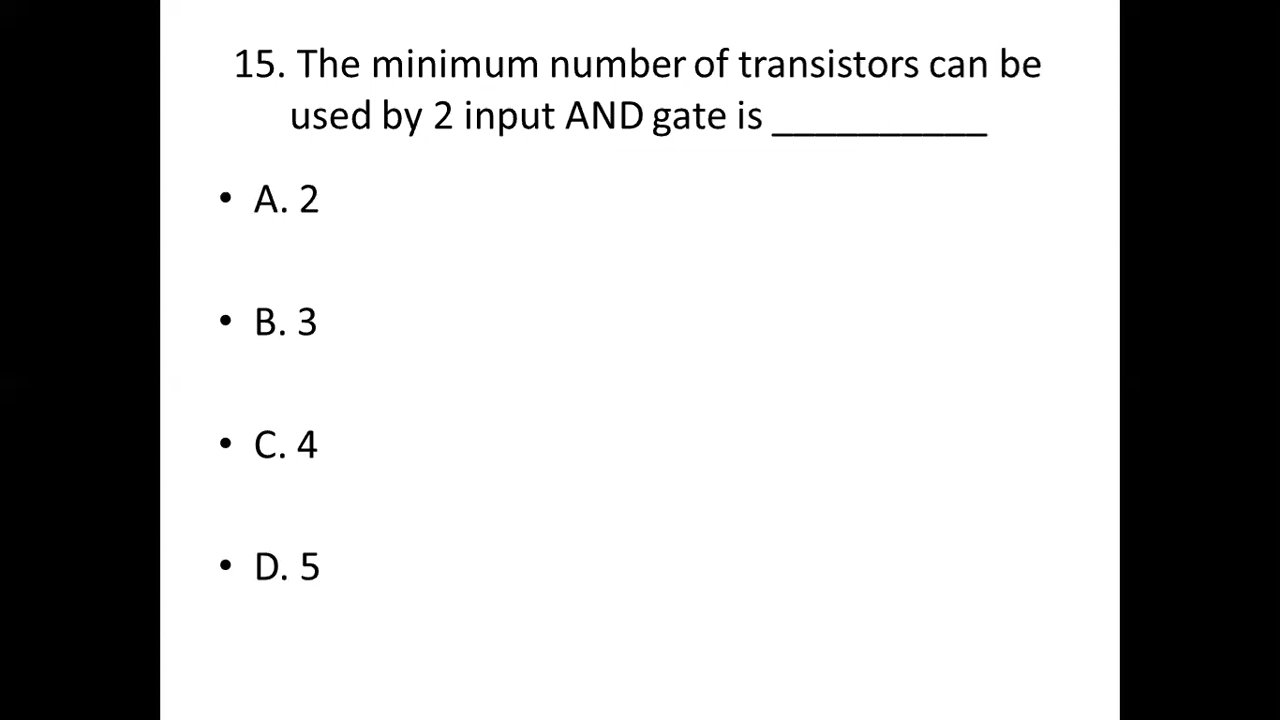 15. The minimum number of transistors can be
used by 2 input AND gate is __________
• A. 2
• B. 3
• C. 4
• D. 5